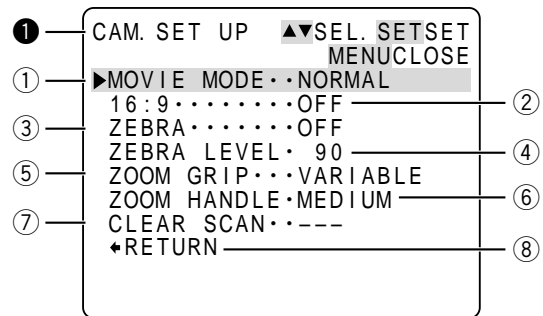 ❶ CAM. SET UP ▲▼SEL. SETSET
MENUCLOSE
① ▶MOVIE MODE··NORMAL
16:9········OFF ②
③ ZEBRA·······OFF
ZEBRA LEVEL· 90 ④
⑤ ZOOM GRIP···VARIABLE
ZOOM HANDLE·MEDIUM ⑥
⑦ CLEAR SCAN··---
←RETURN ⑧